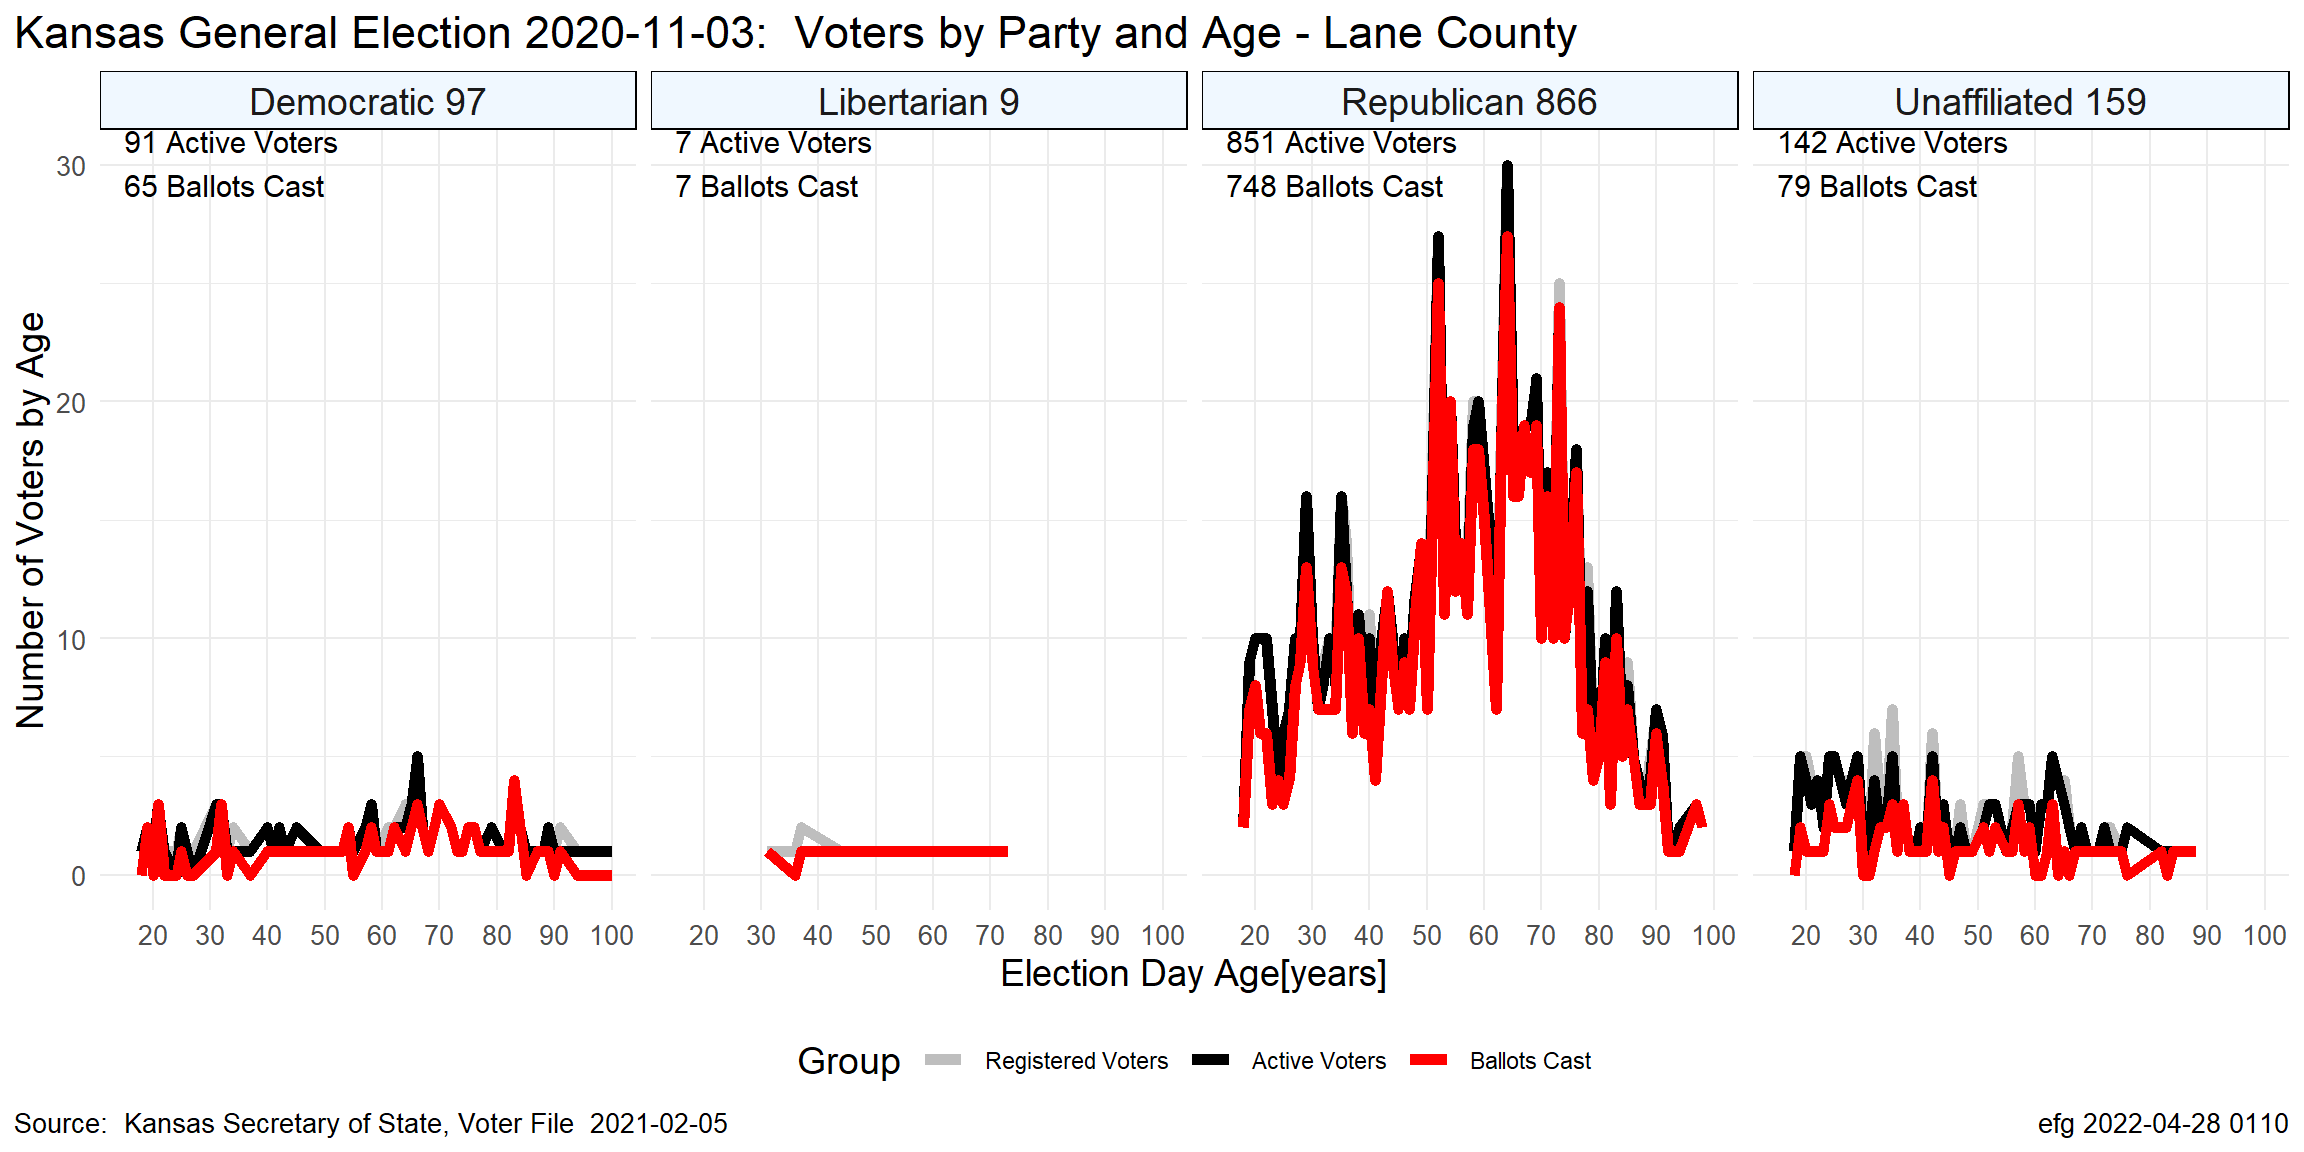 Kansas General Election 2020-11-03:  Voters by Party and Age - Lane County
Democratic 97
Libertarian 9
Republican 866
Unaffiliated 159
91 Active Voters
65 Ballots Cast
7 Active Voters
7 Ballots Cast
851 Active Voters
748 Ballots Cast
142 Active Voters
79 Ballots Cast
Number of Voters by Age
30
20
10
0
20 30 40 50 60 70 80 90 100
20 30 40 50 60 70 80 90 100
20 30 40 50 60 70 80 90 100
20 30 40 50 60 70 80 90 100
Election Day Age[years]
Group Registered Voters Active Voters Ballots Cast
Source:  Kansas Secretary of State, Voter File  2021-02-05
efg 2022-04-28 0110